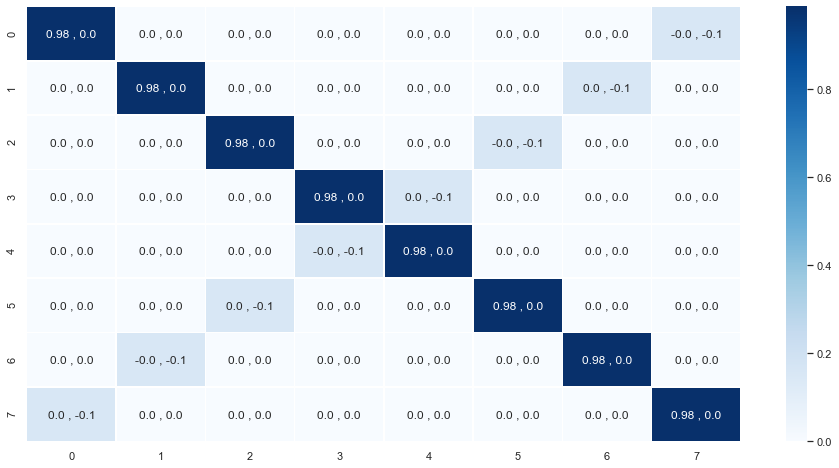 0 0.98 , 0.0 0.0 , 0.0 0.0 , 0.0 0.0 , 0.0 0.0 , 0.0 0.0 , 0.0 0.0 , 0.0 -0.0 , -0.1
1 0.0 , 0.0 0.98 , 0.0 0.0 , 0.0 0.0 , 0.0 0.0 , 0.0 0.0 , 0.0 0.0 , -0.1 0.0 , 0.0
2 0.0 , 0.0 0.0 , 0.0 0.98 , 0.0 0.0 , 0.0 0.0 , 0.0 -0.0 , -0.1 0.0 , 0.0 0.0 , 0.0
3 0.0 , 0.0 0.0 , 0.0 0.0 , 0.0 0.98 , 0.0 0.0 , -0.1 0.0 , 0.0 0.0 , 0.0 0.0 , 0.0
4 0.0 , 0.0 0.0 , 0.0 0.0 , 0.0 -0.0 , -0.1 0.98 , 0.0 0.0 , 0.0 0.0 , 0.0 0.0 , 0.0
5 0.0 , 0.0 0.0 , 0.0 0.0 , -0.1 0.0 , 0.0 0.0 , 0.0 0.98 , 0.0 0.0 , 0.0 0.0 , 0.0
6 0.0 , 0.0 -0.0 , -0.1 0.0 , 0.0 0.0 , 0.0 0.0 , 0.0 0.0 , 0.0 0.98 , 0.0 0.0 , 0.0
7 0.0 , -0.1 0.0 , 0.0 0.0 , 0.0 0.0 , 0.0 0.0 , 0.0 0.0 , 0.0 0.0 , 0.0 0.98 , 0.0
0 1 2 3 4 5 6 7
0.8
0.6
0.4
0.2
0.0